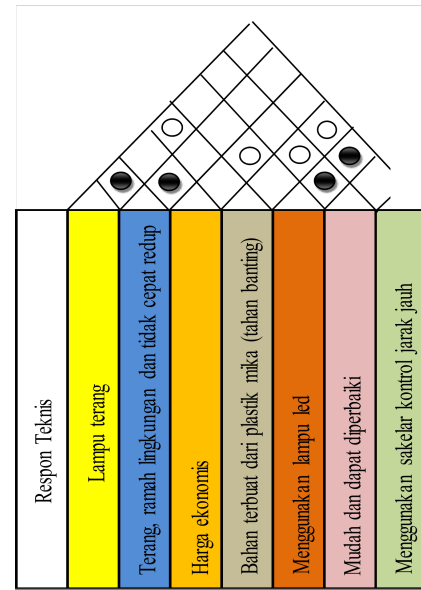 Respon Teknis
Lampu terang
Terang, ramah lingkungan dan tidak cepat redup
Harga ekonomis
Bahan terbuat dari plastik mika (tahan banting)
Menggunakan lampu led
Mudah dan dapat diperbaiki
Menggunakan sakelar kontrol jarak jauh